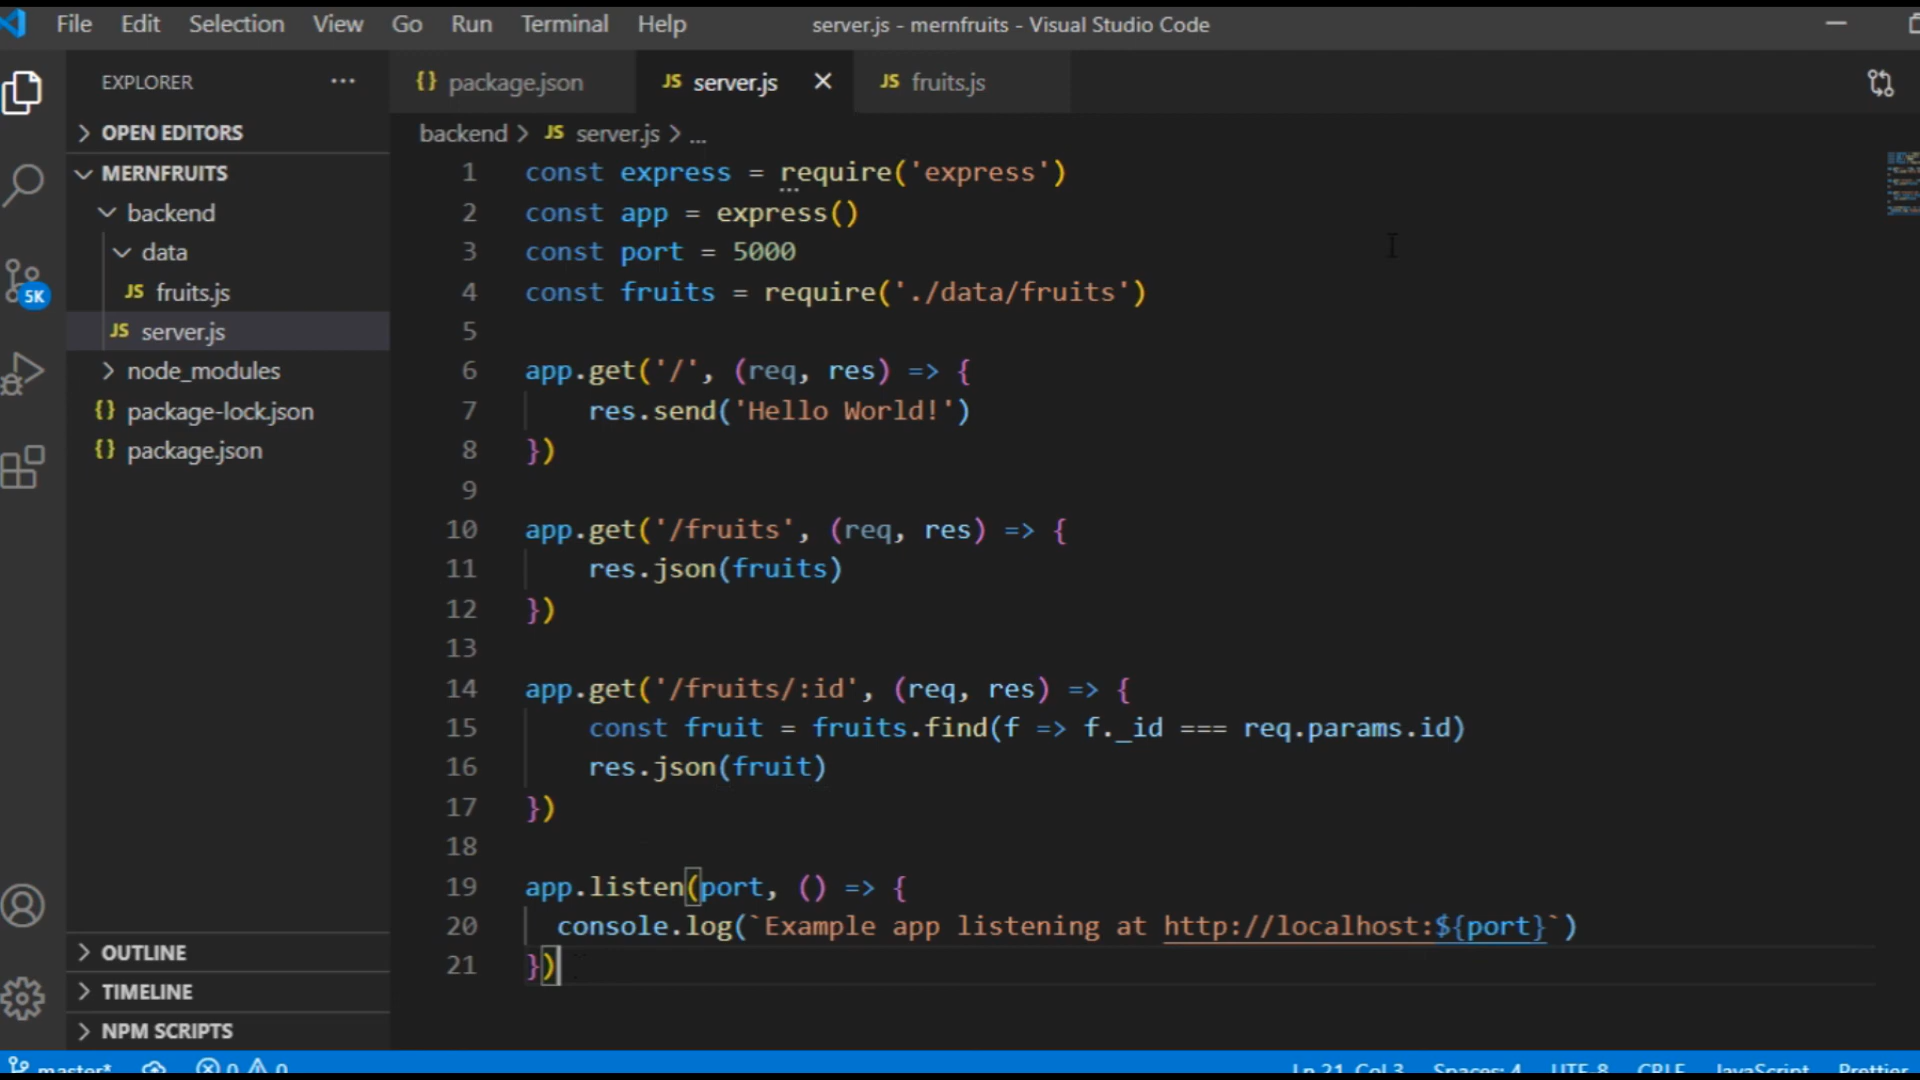 File Edit Selection View Go Run Terminal Help
server.js - mernfruits - Visual Studio Code
EXPLORER ...
{} package.json JS server.js JS fruits.js
OPEN EDITORS
MERNFRUITS
backend
data
JS fruits.js
JS server.js
node_modules
{} package-lock.json
{} package.json
OUTLINE
TIMELINE
NPM SCRIPTS
5K
backend > JS server.js > ...
1 const express = require('express')
2 const app = express()
3 const port = 5000
4 const fruits = require('./data/fruits')
5
6 app.get('/', (req, res) => {
7 res.send('Hello World!')
8 })
9
10 app.get('/fruits', (req, res) => {
11 res.json(fruits)
12 })
13
14 app.get('/fruits/:id', (req, res) => {
15 const fruit = fruits.find(f => f._id === req.params.id)
16 res.json(fruit)
17 })
18
19 app.listen(port, () => {
20 console.log(`Example app listening at http://localhost:${port}`)
21 })
master* 0 0 Ln 21, Col 3 Spaces: 4 UTF-8 CRLF JavaScript Prettier